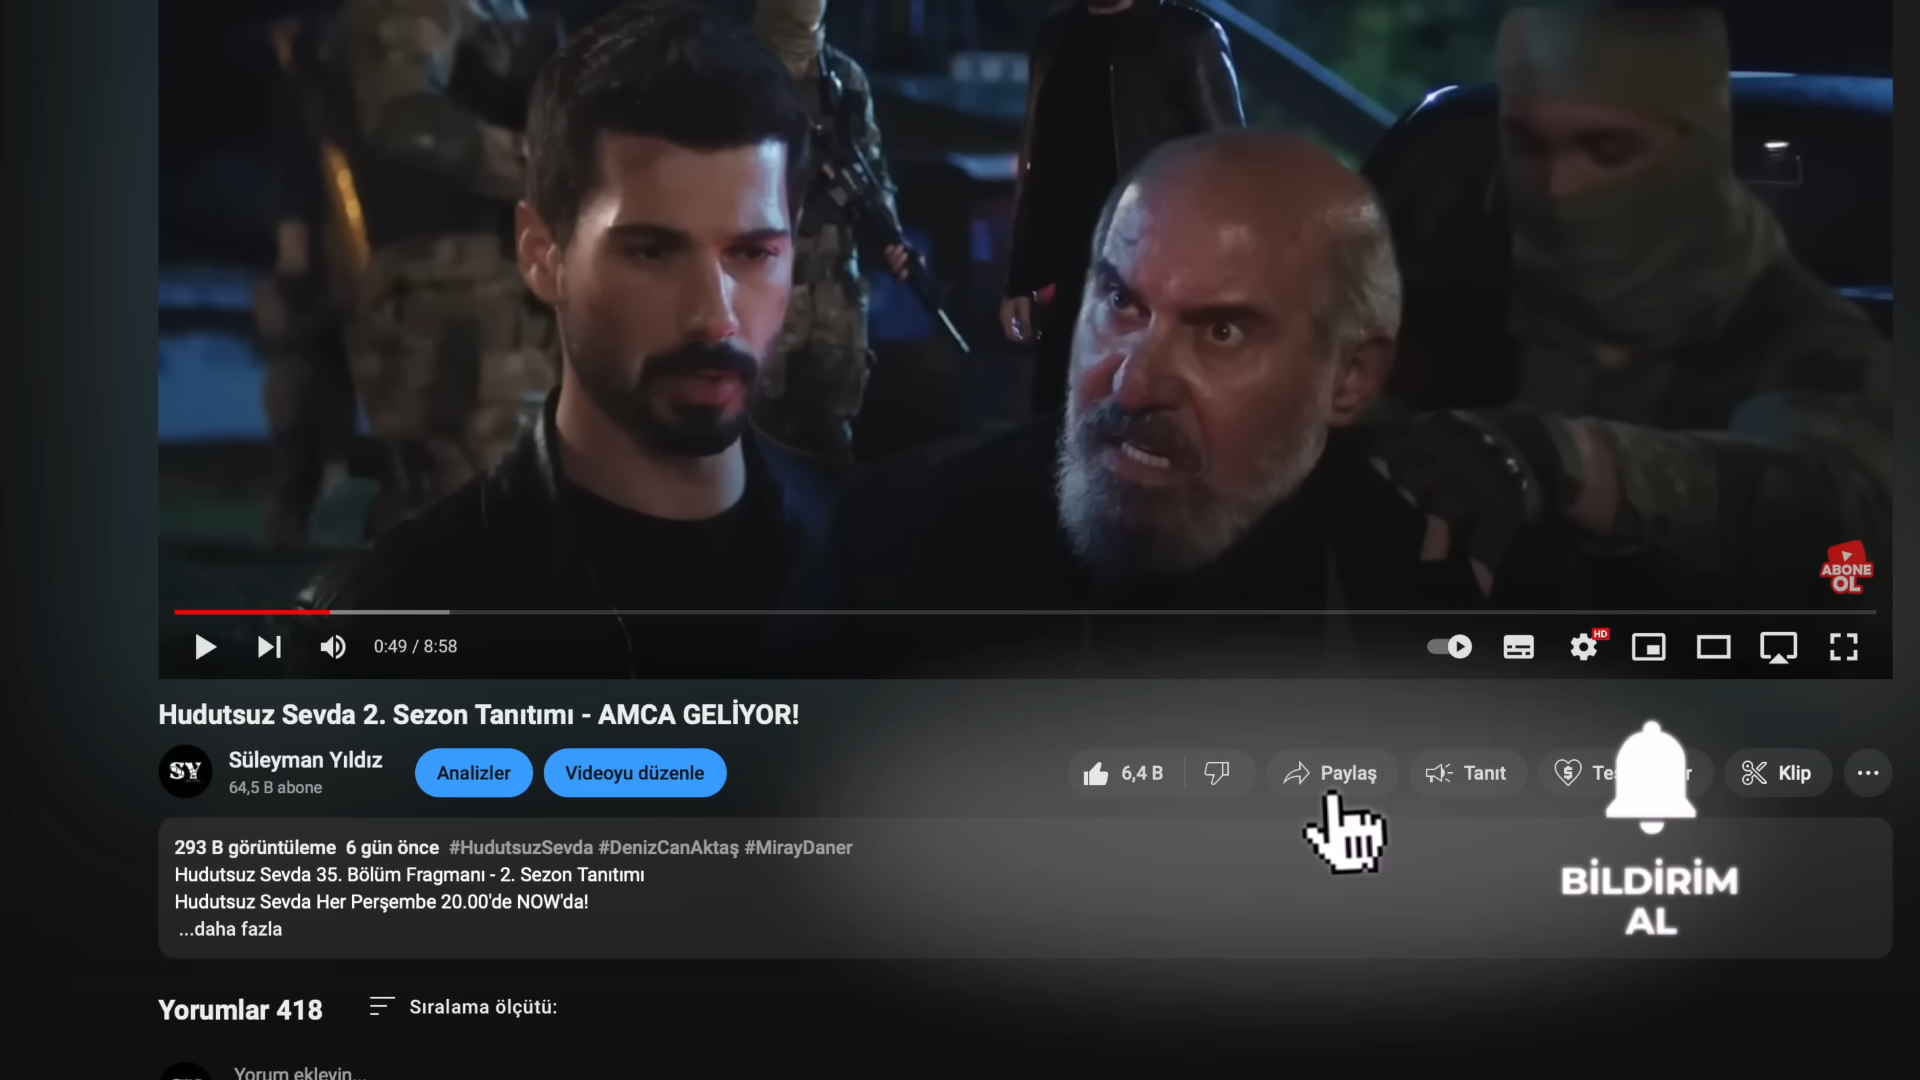 ABONE
OL
0:49 / 8:58
HD
Hudutsuz Sevda 2. Sezon Tanıtımı - AMCA GELİYOR!
SY
Süleyman Yıldız
64,5 B abone
Analizler
Videoyu düzenle
6,4 B
Paylaş
Tanıt
Klip
293 B görüntüleme 6 gün önce #HudutsuzSevda #DenizCanAktaş #MirayDaner
Hudutsuz Sevda 35. Bölüm Fragmanı - 2. Sezon Tanıtımı
Hudutsuz Sevda Her Perşembe 20.00'de NOW'da!
...daha fazla
BİLDİRİM
AL
Yorumlar 418
Sıralama ölçütü:
Yorum ekleyin...